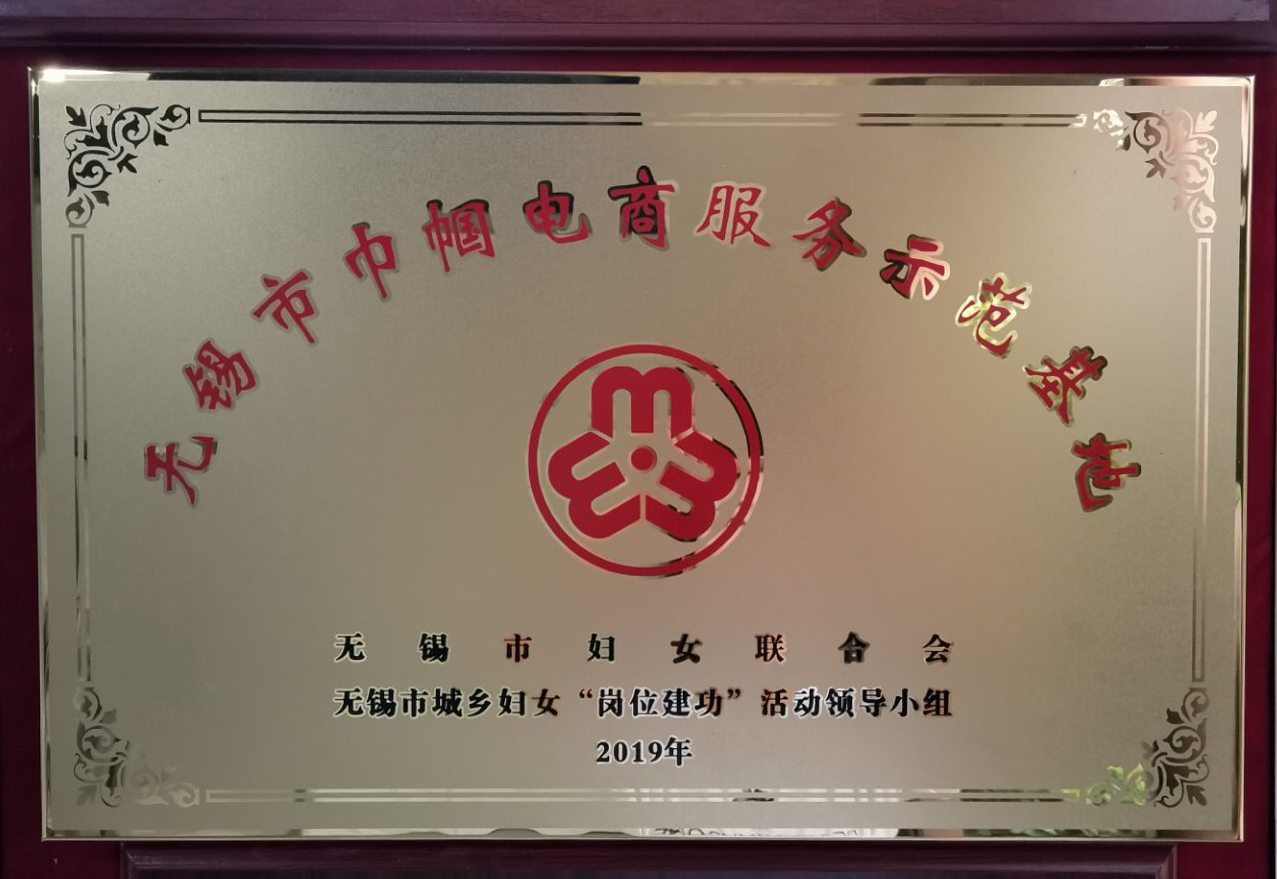 无锡市巾帼电商服务示范基地
无锡市妇女联合会
无锡市城乡妇女“岗位建功”活动领导小组
2019年